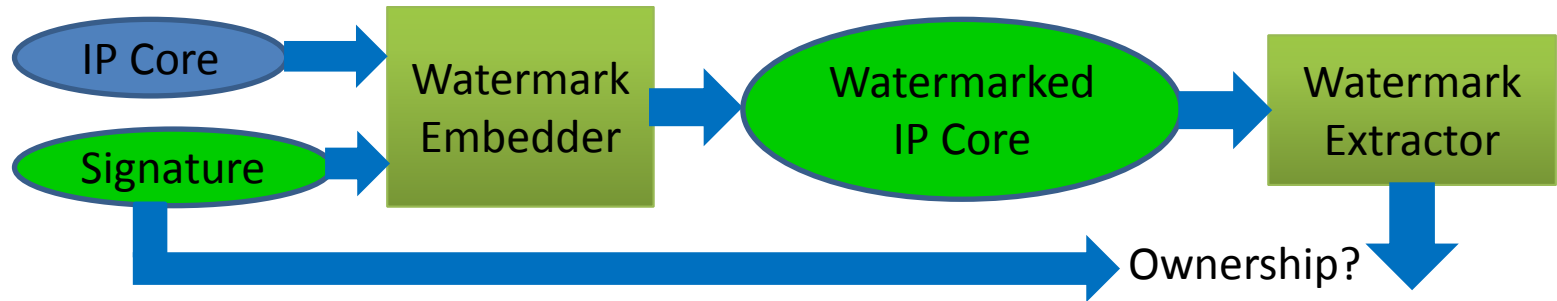 IP Core
Signature
Watermark
Embedder
Watermarked
IP Core
Watermark
Extractor
Ownership?